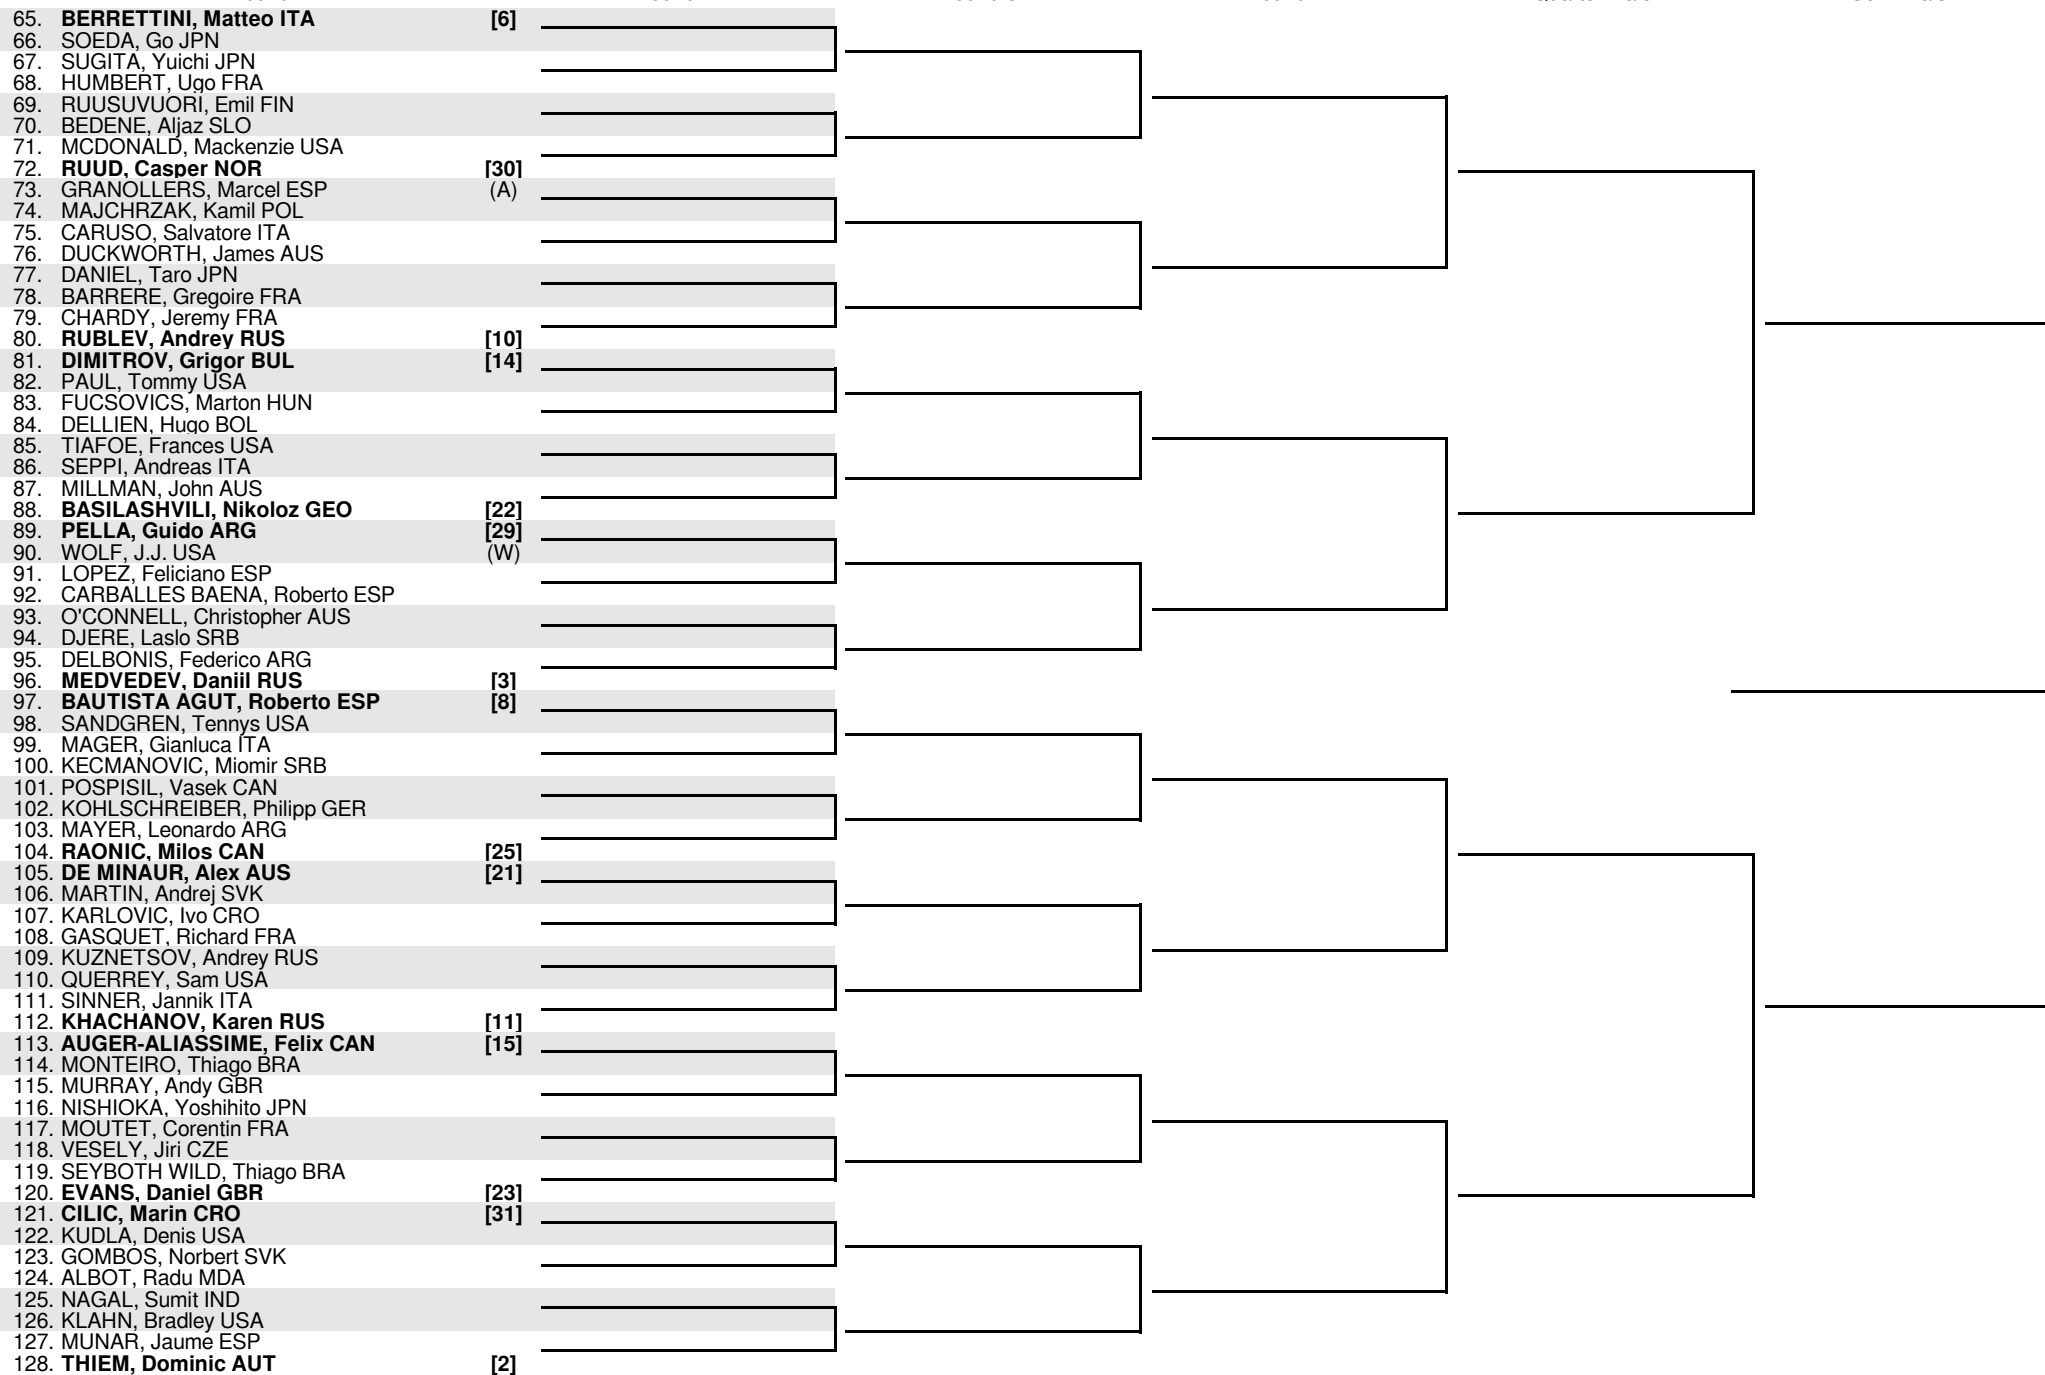 65. BERRETTINI, Matteo ITA [6]
66. SOEDA, Go JPN
67. SUGITA, Yuichi JPN
68. HUMBERT, Ugo FRA
69. RUUSUVUORI, Emil FIN
70. BEDENE, Aljaz SLO
71. MCDONALD, Mackenzie USA
72. RUUD, Casper NOR [30]
73. GRANOLLERS, Marcel ESP (A)
74. MAJCHRZAK, Kamil POL
75. CARUSO, Salvatore ITA
76. DUCKWORTH, James AUS
77. DANIEL, Taro JPN
78. BARRERE, Gregoire FRA
79. CHARDY, Jeremy FRA
80. RUBLEV, Andrey RUS [10]
81. DIMITROV, Grigor BUL [14]
82. PAUL, Tommy USA
83. FUCSOVICS, Marton HUN
84. DELLIEN, Hugo BOL
85. TIAFOE, Frances USA
86. SEPPI, Andreas ITA
87. MILLMAN, John AUS
88. BASILASHVILI, Nikoloz GEO [22]
89. PELLA, Guido ARG [29]
90. WOLF, J.J. USA (W)
91. LOPEZ, Feliciano ESP
92. CARBALLES BAENA, Roberto ESP
93. O'CONNELL, Christopher AUS
94. DJERE, Laslo SRB
95. DELBONIS, Federico ARG
96. MEDVEDEV, Daniil RUS [3]
97. BAUTISTA AGUT, Roberto ESP [8]
98. SANDGREN, Tennys USA
99. MAGER, Gianluca ITA
100. KECMANOVIC, Miomir SRB
101. POSPISIL, Vasek CAN
102. KOHLSCHREIBER, Philipp GER
103. MAYER, Leonardo ARG
104. RAONIC, Milos CAN [25]
105. DE MINAUR, Alex AUS [21]
106. MARTIN, Andrej SVK
107. KARLOVIC, Ivo CRO
108. GASQUET, Richard FRA
109. KUZNETSOV, Andrey RUS
110. QUERREY, Sam USA
111. SINNER, Jannik ITA
112. KHACHANOV, Karen RUS [11]
113. AUGER-ALIASSIME, Felix CAN [15]
114. MONTEIRO, Thiago BRA
115. MURRAY, Andy GBR
116. NISHIOKA, Yoshihito JPN
117. MOUTET, Corentin FRA
118. VESELY, Jiri CZE
119. SEYBOTH WILD, Thiago BRA
120. EVANS, Daniel GBR [23]
121. CILIC, Marin CRO [31]
122. KUDLA, Denis USA
123. GOMBOS, Norbert SVK
124. ALBOT, Radu MDA
125. NAGAL, Sumit IND
126. KLAHN, Bradley USA
127. MUNAR, Jaume ESP
128. THIEM, Dominic AUT [2]